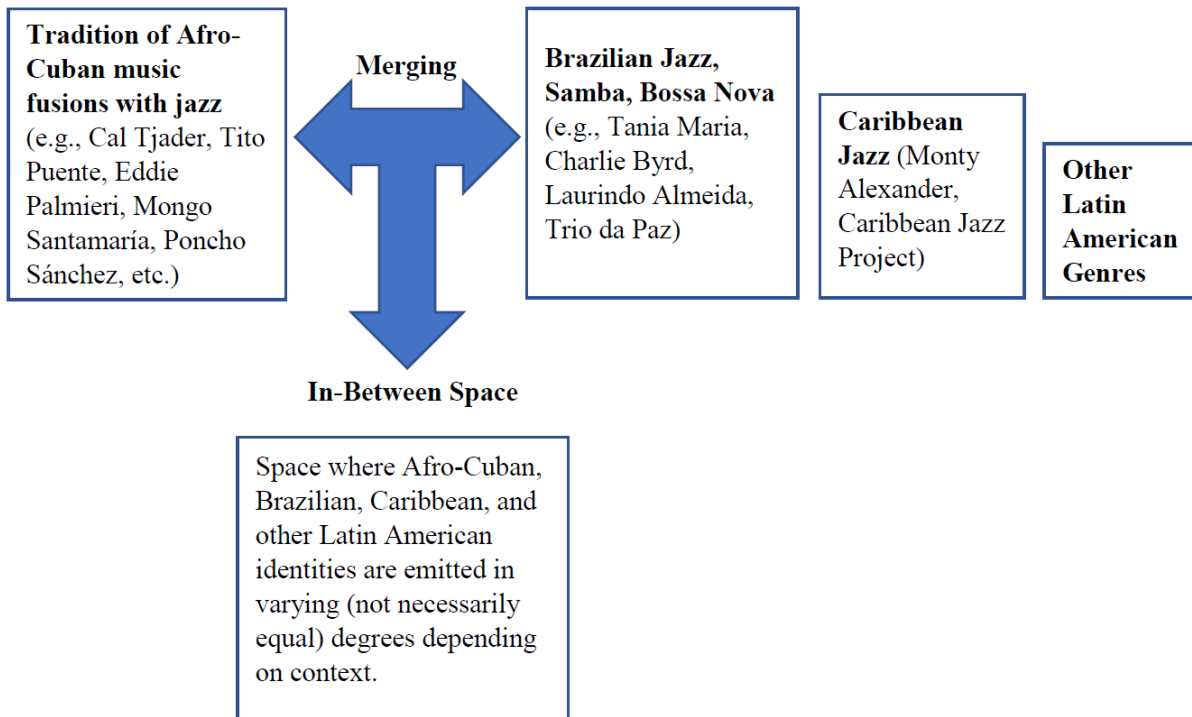 Tradition of Afro-
Cuban music
fusions with jazz
(e.g., Cal Tjader, Tito
Puente, Eddie
Palmieri, Mongo
Santamaría, Poncho
Sánchez, etc.)
Merging
Brazilian Jazz,
Samba, Bossa Nova
(e.g., Tania Maria,
Charlie Byrd,
Laurindo Almeida,
Trio da Paz)
Caribbean
Jazz (Monty
Alexander,
Caribbean Jazz
Project)
Other
Latin
American
Genres
In-Between Space
Space where Afro-Cuban,
Brazilian, Caribbean, and
other Latin American
identities are emitted in
varying (not necessarily
equal) degrees depending
on context.